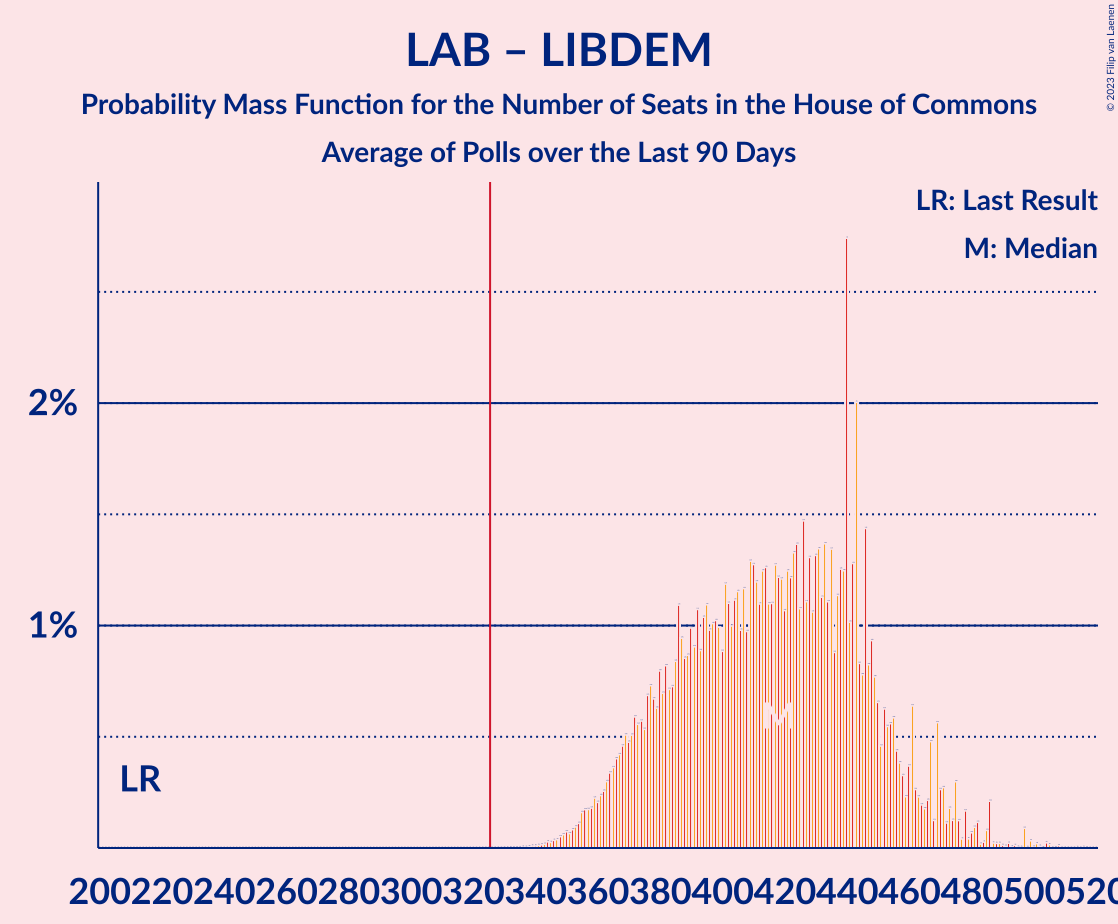 © 2023 Filip van Laenen
LAB – LIBDEM
Probability Mass Function for the Number of Seats in the House of Commons
Average of Polls over the Last 90 Days
LR: Last Result
M: Median
2%
1%
M
LR
200220240260280300320340360380400420440460480500520